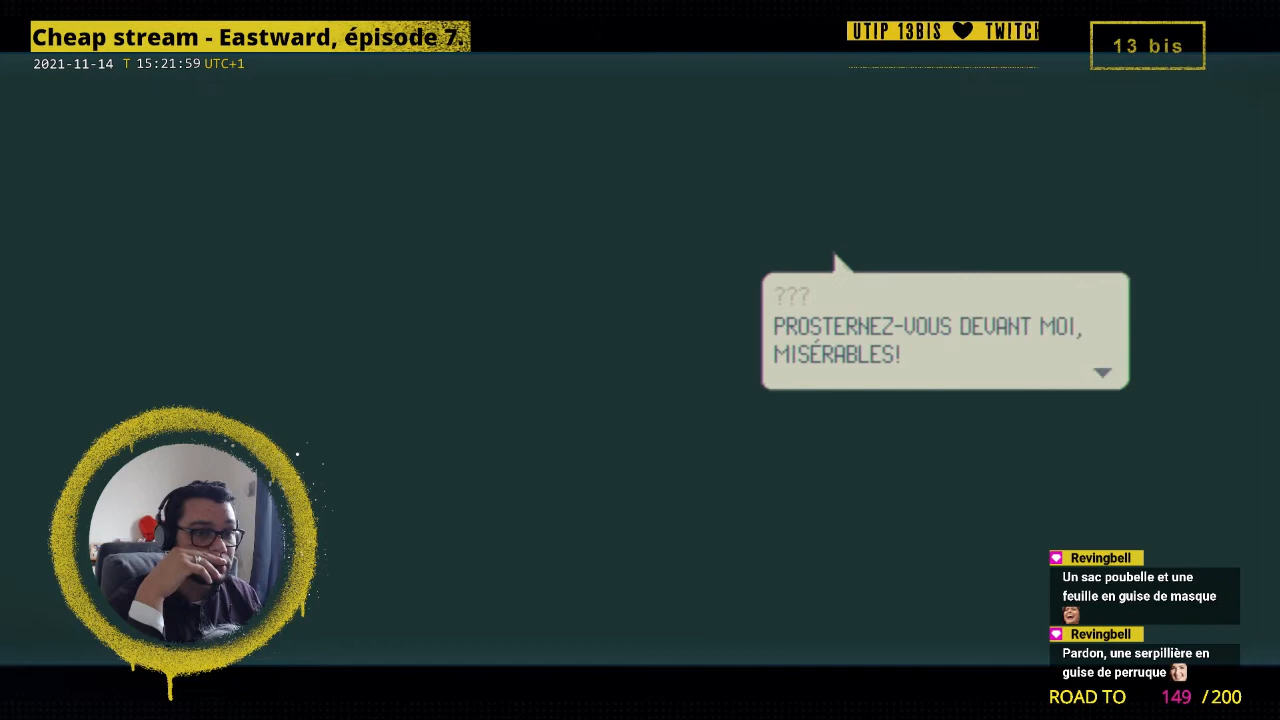 Cheap stream - Eastward, épisode 7
2021-11-14 T 15:21:59 UTC+1
UTIP 13BIS TWITCH
13 bis
???
PROSTERNEZ-VOUS DEVANT MOI,
MISÉRABLES!
Revingbell
Un sac poubelle et une
feuille en guise de masque
Revingbell
Pardon, une serpillière en
guise de perruque
ROAD TO 149 / 200